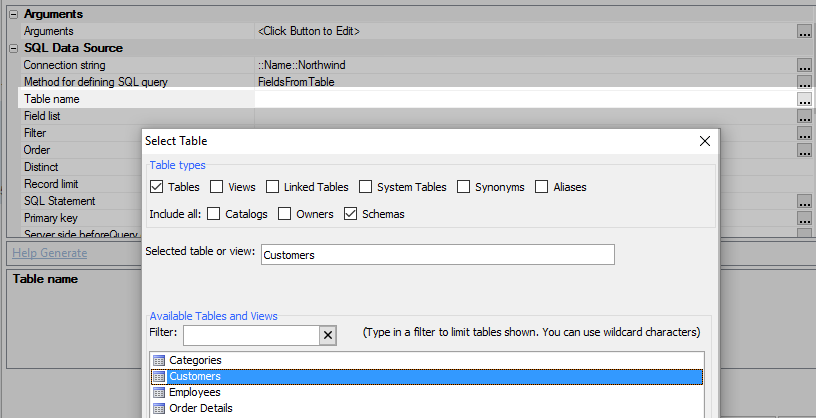 Arguments
Arguments <Click Button to Edit> ...
SQL Data Source
Connection string ::Name::Northwind ...
Method for defining SQL query FieldsFromTable
Table name ...
Field list ...
Filter ...
Order ...
Distinct
Record limit
SQL Statement ...
Primary key ...
Server side beforeQuery ...
Help Generate
Table name
Select Table
Table types
Tables Views Linked Tables System Tables Synonyms Aliases
Include all: Catalogs Owners Schemas
Selected table or view: Customers
Available Tables and Views
Filter: (Type in a filter to limit tables shown. You can use wildcard characters)
Categories
Customers
Employees
Order Details